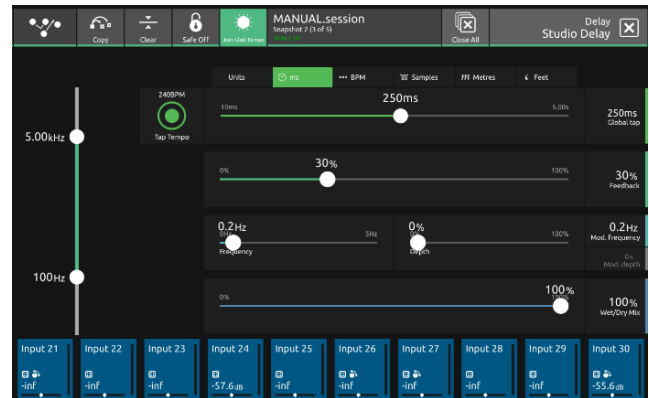 MANUAL.session
Snapshot 2 (3 of 5)
Delay
Studio Delay
Copy
Clear
Safe Off
Join Glob Tempo
Close All
Units
ms
BPM
Samples
Metres
Feet
240BPM
Tap Tempo
250ms
10ms
5.00s
250ms
Global tap
5.00kHz
30%
0%
100%
30%
Feedback
0.2Hz
0Hz
5Hz
Frequency
0%
0%
100%
Depth
0.2Hz
Mod. frequency
0%
Mod. depth
100Hz
100%
0%
100%
100%
Wet/Dry Mix
Input 21
Input 22
Input 23
Input 24
Input 25
Input 26
Input 27
Input 28
Input 29
Input 30
-inf
-inf
-inf
-57.6dB
-inf
-inf
-inf
-inf
-inf
-55.6dB